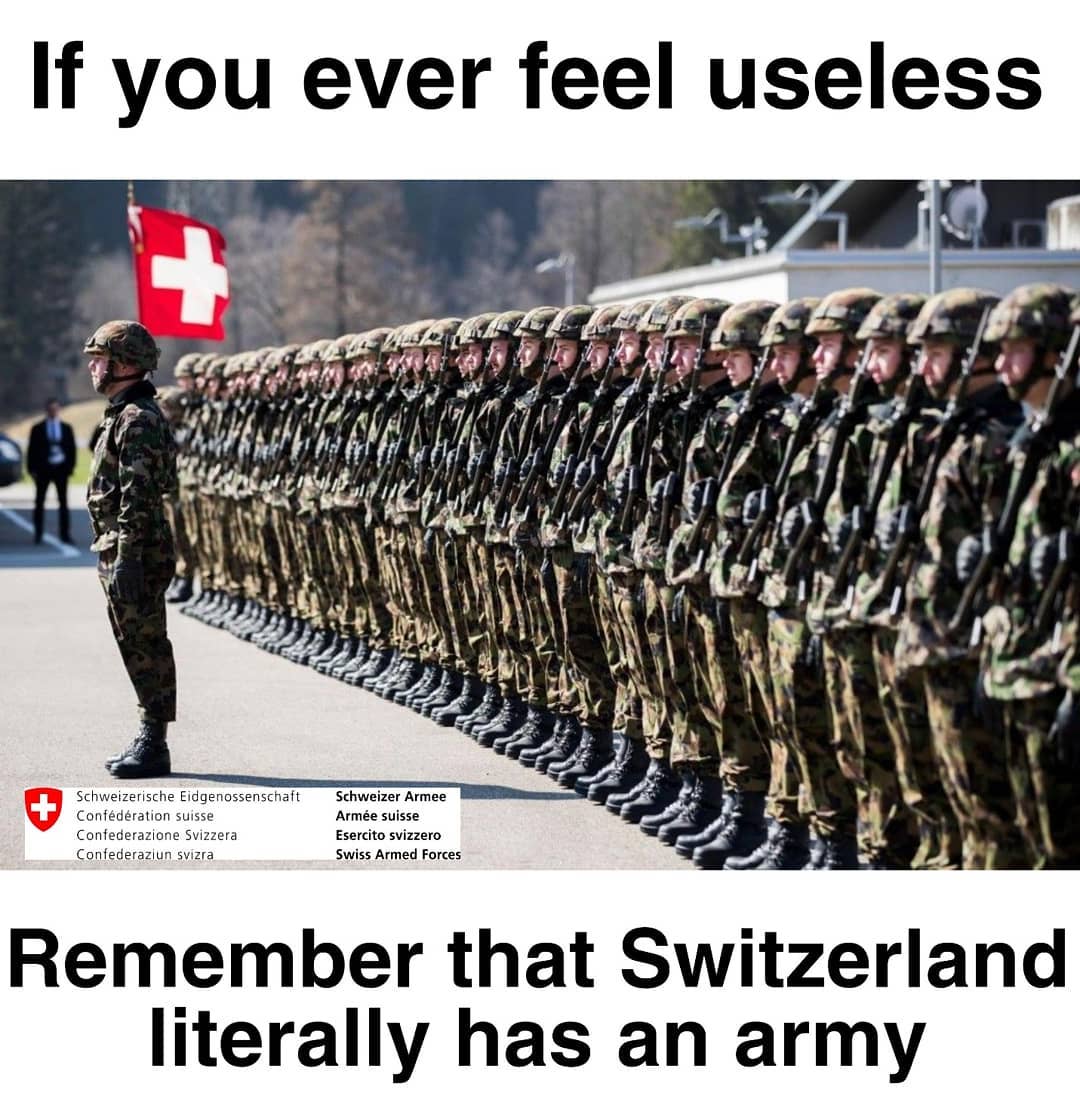 If you ever feel useless
Schweizerische Eidgenossenschaft
Confédération suisse
Confederazione Svizzera
Confederaziun svizra
Schweizer Armee
Armée suisse
Esercito svizzero
Swiss Armed Forces
Remember that Switzerland
literally has an army